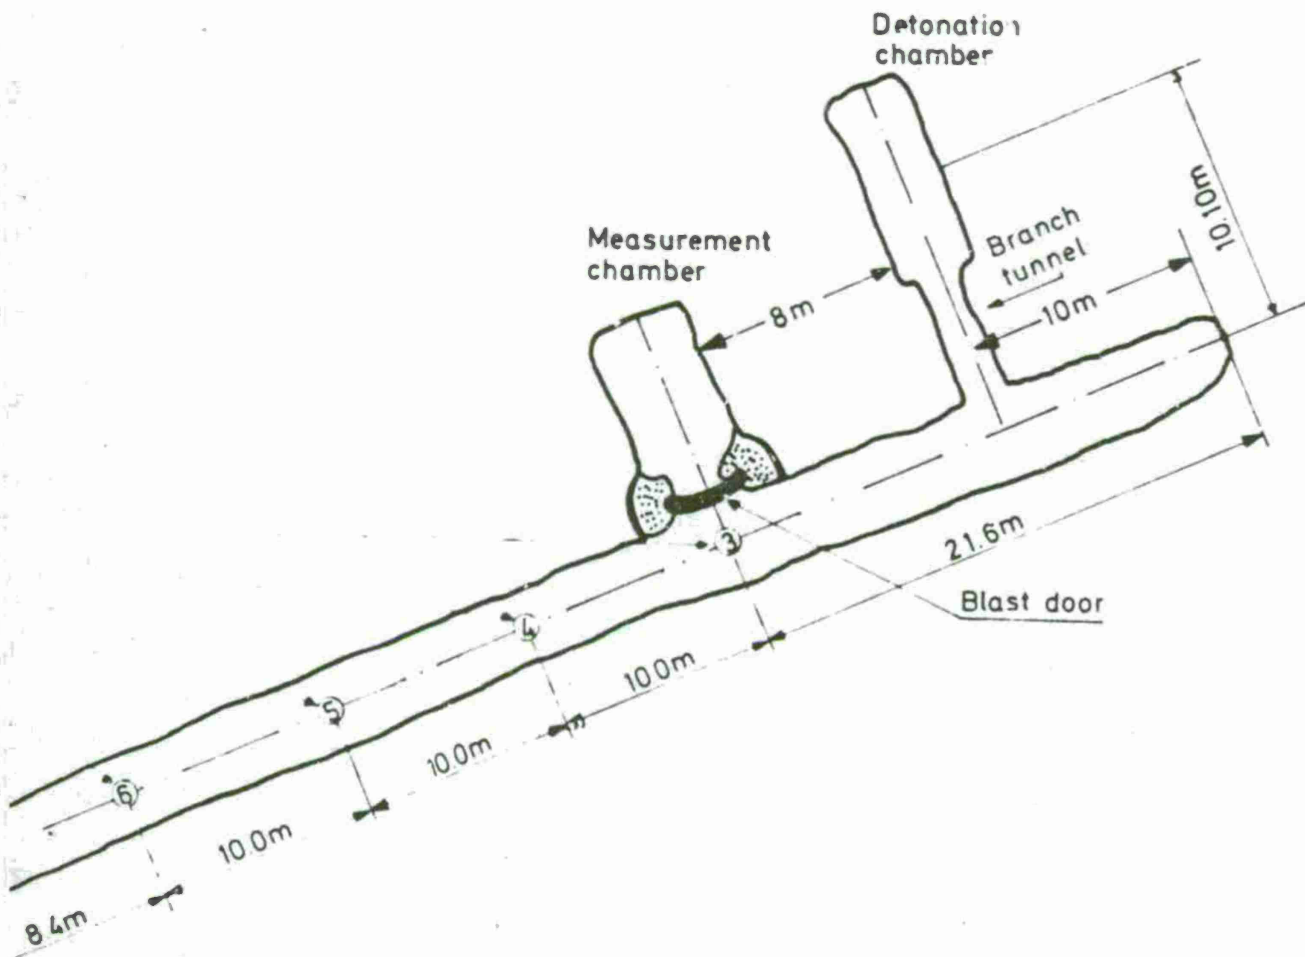 Detonation
chamber
Measurement
chamber
Branch
tunnel
10.10m
8m
10m
3
21.6m
Blast door
4
10.0m
5
10.0m
6
10.0m
8.4m